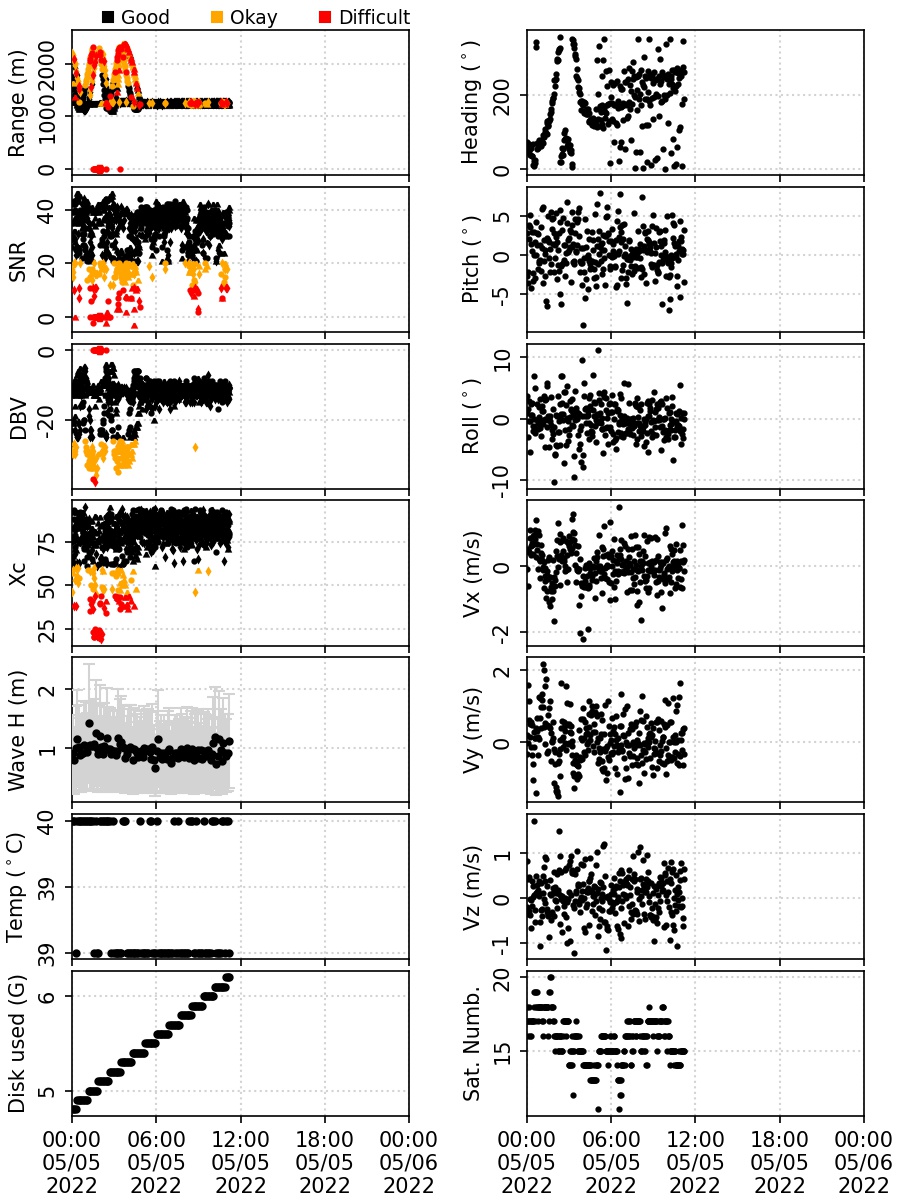 Good Okay Difficult
Range (m)
2000
1000
0
Heading (°)
200
0
SNR
40
20
0
Pitch (°)
5
0
-5
DBV
0
-20
Roll (°)
10
0
-10
Xc
75
50
25
Vx (m/s)
0
-2
Wave H (m)
2
1
Vy (m/s)
2
0
Temp (°C)
40
39
39
Vz (m/s)
1
0
-1
Disk used (G)
6
5
Sat. Numb.
20
15
00:00 06:00 12:00 18:00 00:00
05/05 05/05 05/05 05/05 05/06
2022 2022 2022 2022 2022
00:00 06:00 12:00 18:00 00:00
05/05 05/05 05/05 05/05 05/06
2022 2022 2022 2022 2022